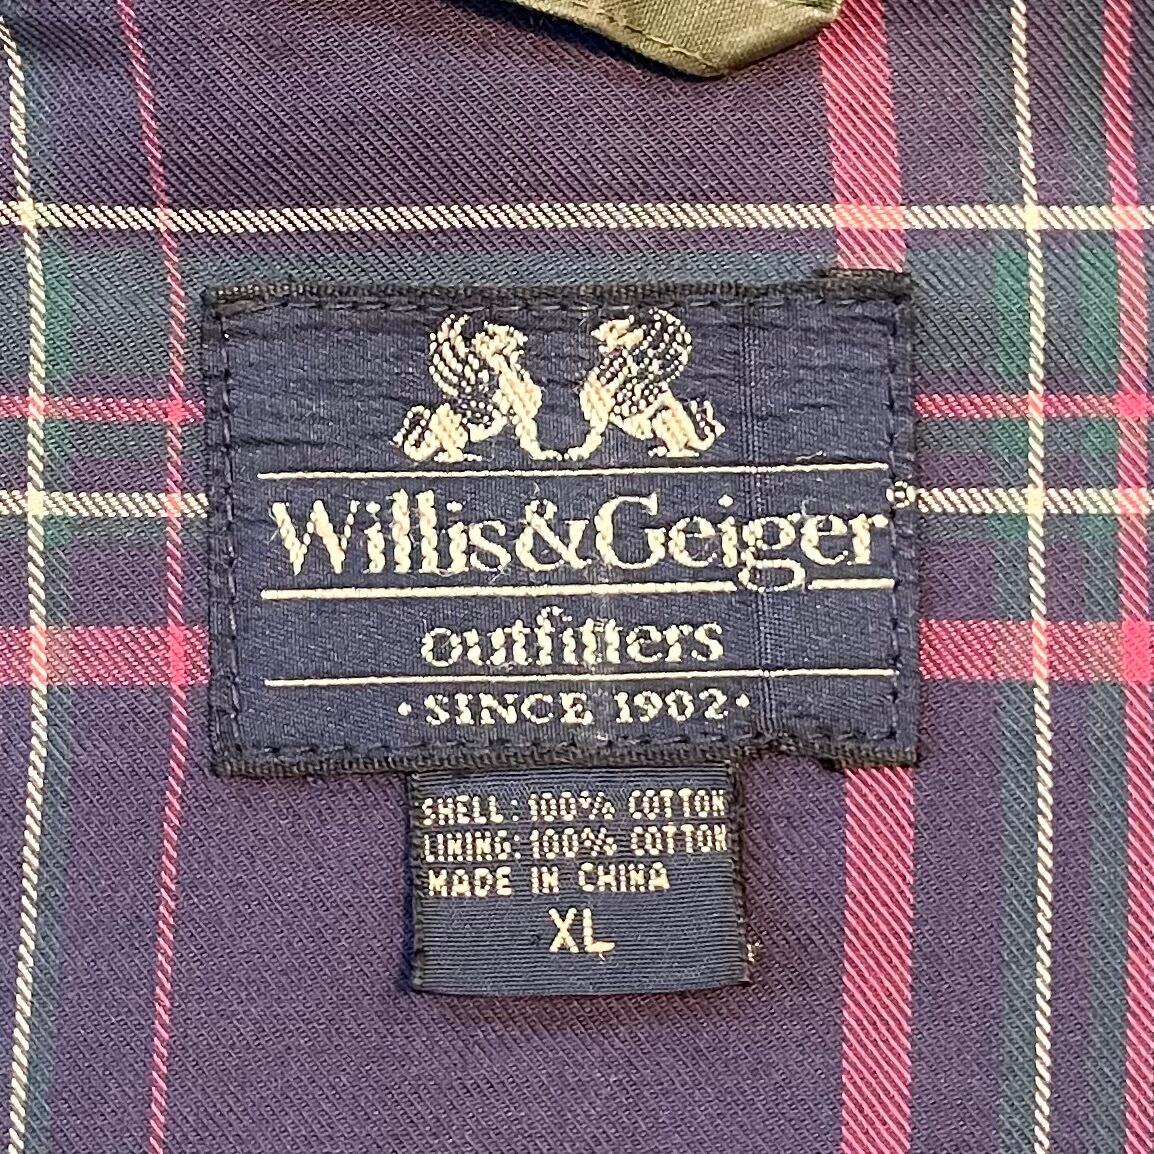 Willis&Geiger
outfitters
• SINCE 1902 •
SHELL: 100% COTTON
LINING: 100% COTTON
MADE IN CHINA
XL